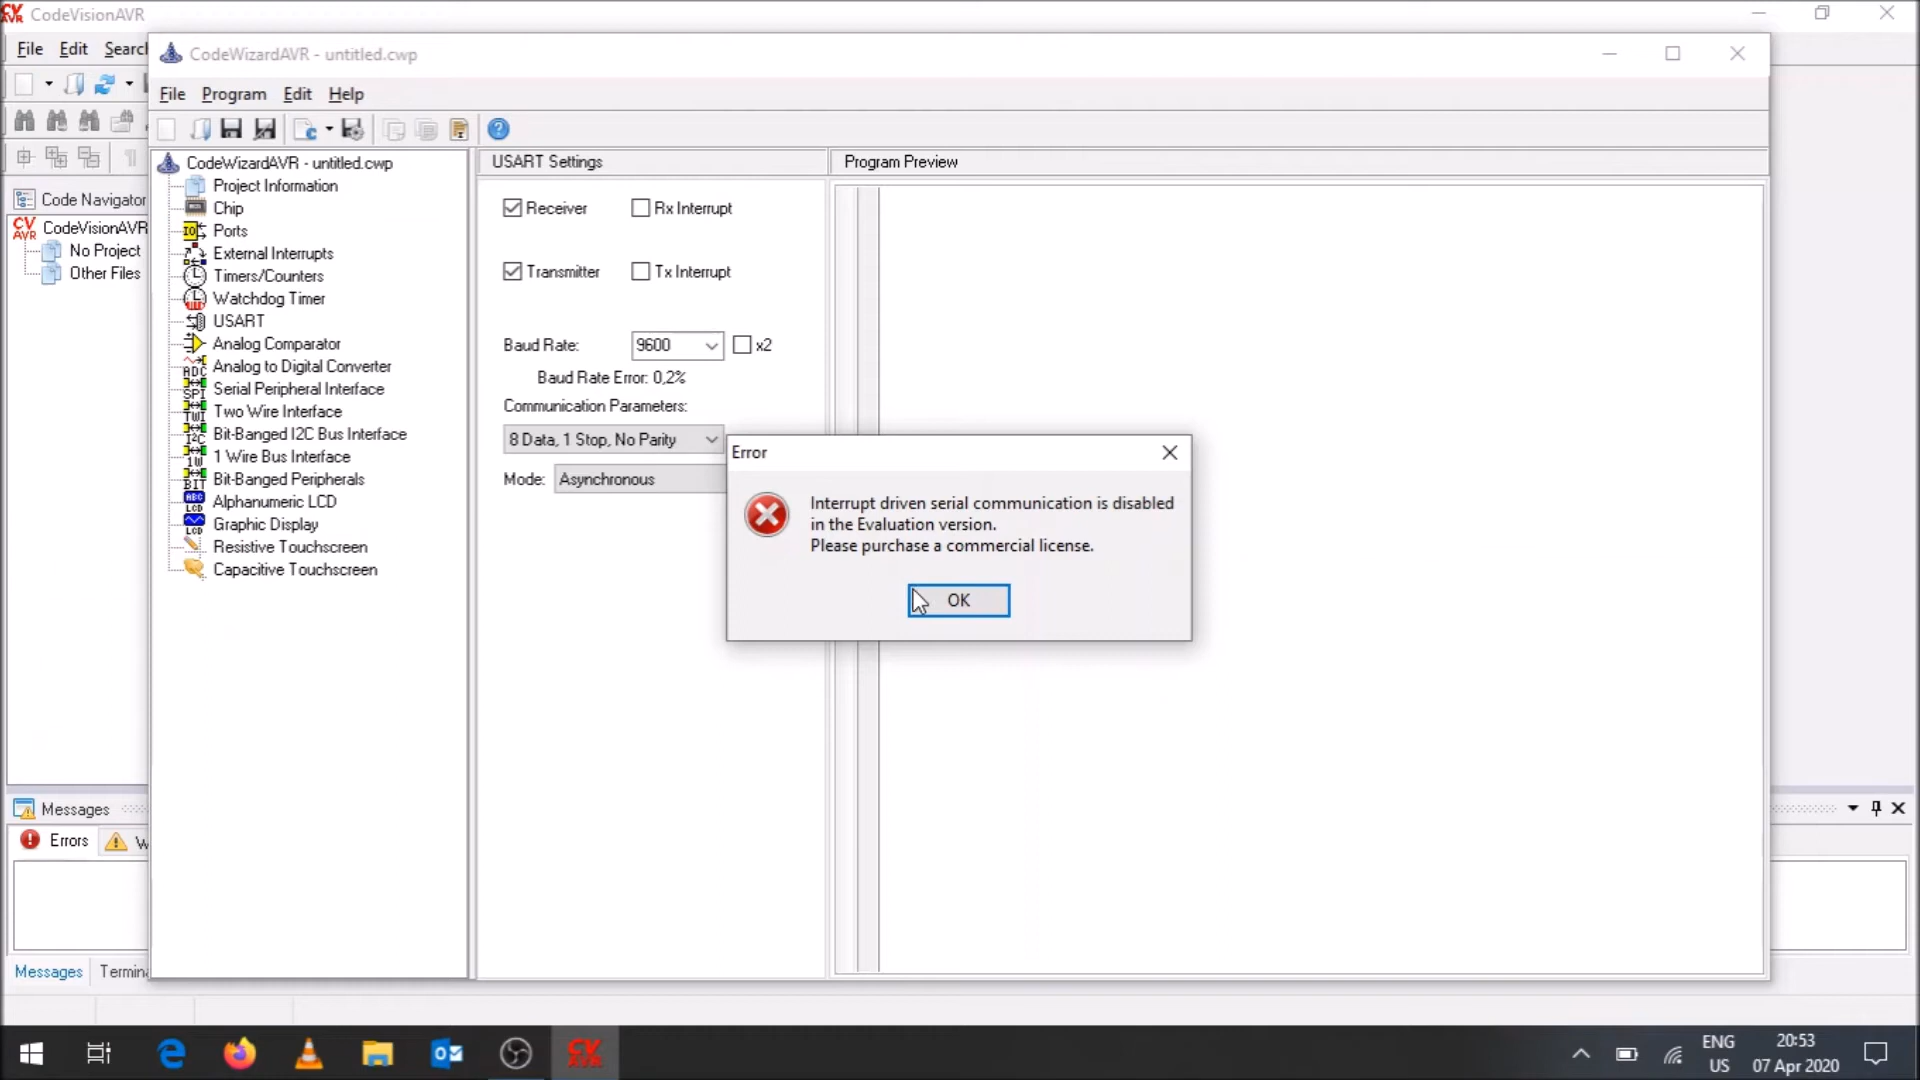 CodeVisionAVR
File Edit Search
CodeWizardAVR - untitled.cwp
File Program Edit Help
Code Navigator
CodeVisionAVR
No Project
Other Files
CodeWizardAVR - untitled.cwp
Project Information
Chip
Ports
External Interrupts
Timers/Counters
Watchdog Timer
USART
Analog Comparator
Analog to Digital Converter
Serial Peripheral Interface
Two Wire Interface
Bit-Banged I2C Bus Interface
1 Wire Bus Interface
Bit-Banged Peripherals
Alphanumeric LCD
Graphic Display
Resistive Touchscreen
Capacitive Touchscreen
USART Settings
Receiver Rx Interrupt
Transmitter Tx Interrupt
Baud Rate: 9600 x2
Baud Rate Error: 0,2%
Communication Parameters:
8 Data, 1 Stop, No Parity
Mode: Asynchronous
Program Preview
Error
Interrupt driven serial communication is disabled
in the Evaluation version.
Please purchase a commercial license.
OK
Messages
Errors W
Messages Termina
ENG
US
20:53
07 Apr 2020